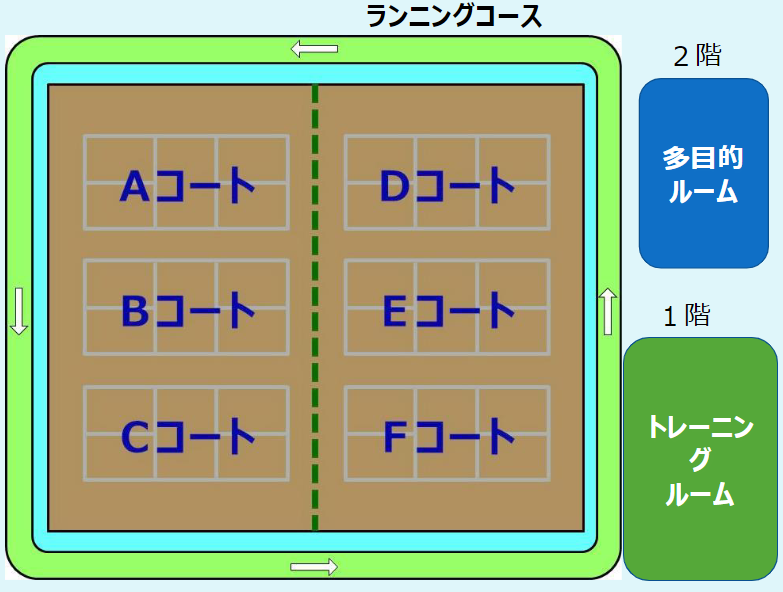 ランニングコース
２階
多目的
ルーム
Aコート
Dコート
Bコート
Eコート
１階
Cコート
Fコート
トレーニン
グ
ルーム